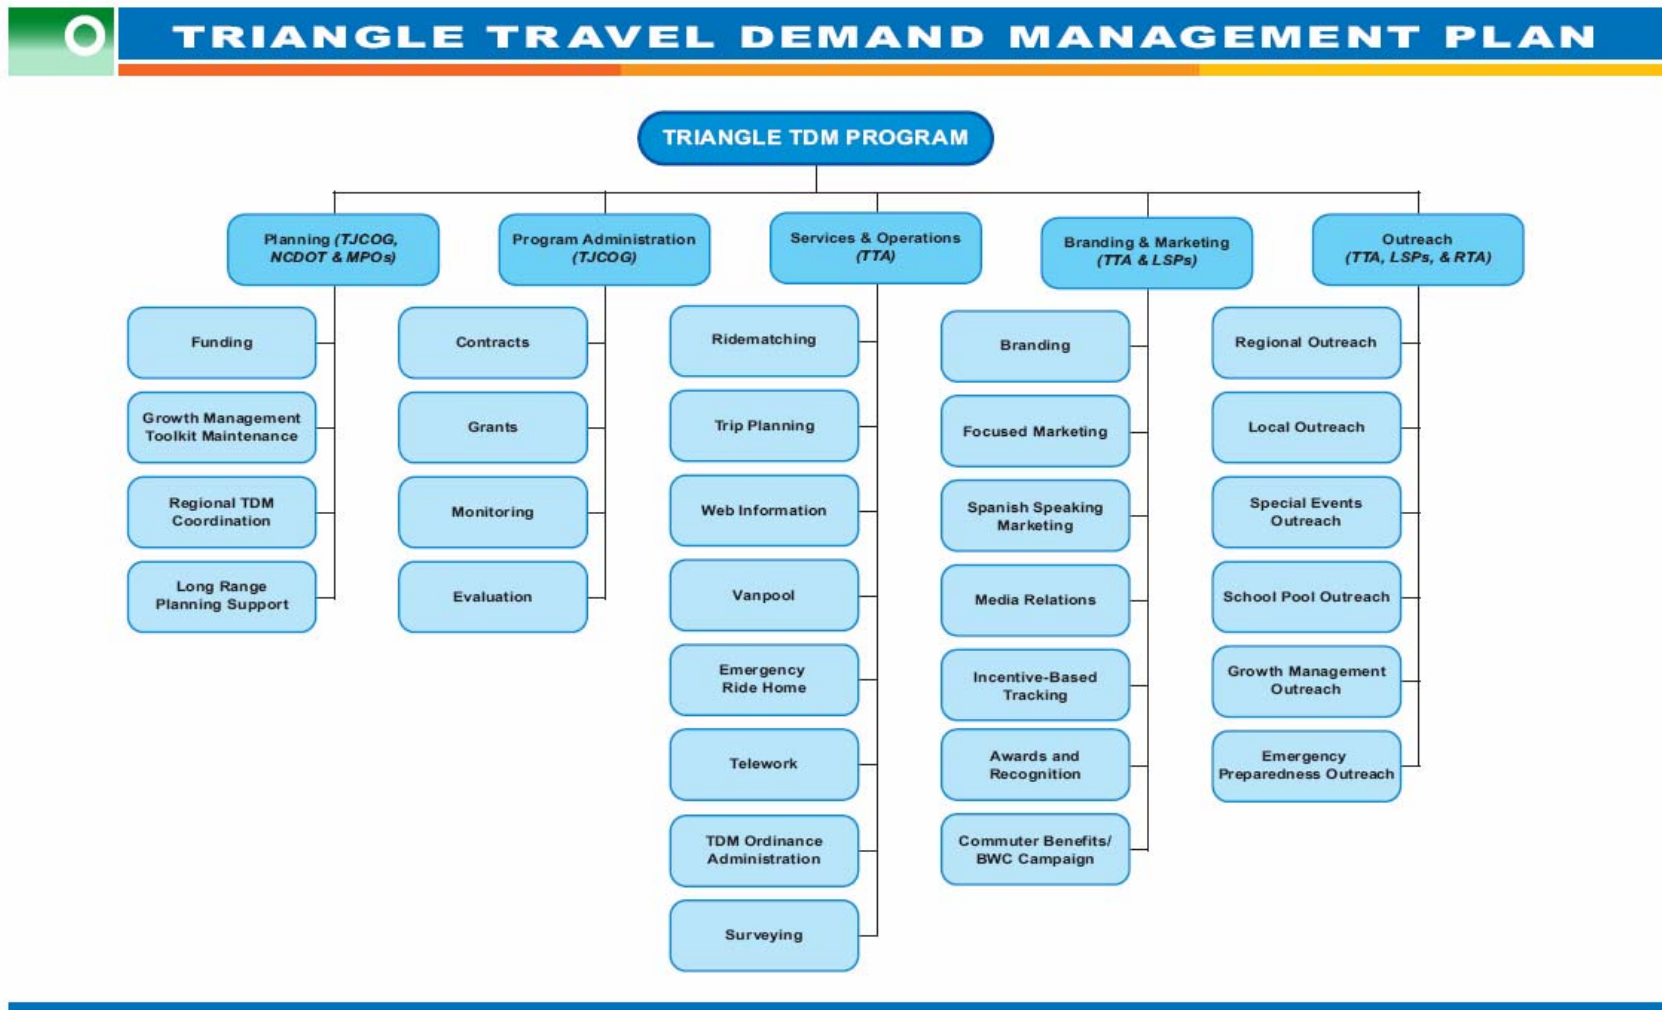 TRIANGLE TRAVEL DEMAND MANAGEMENT PLAN
TRIANGLE TDM PROGRAM
Planning (TJCOG,
NCDOT & MPOs)
Funding
Growth Management
Toolkit Maintenance
Regional TDM
Coordination
Long Range
Planning Support
Program Administration
(TJCOG)
Contracts
Grants
Monitoring
Evaluation
Services & Operations
(TTA)
Ridematching
Trip Planning
Web Information
Vanpool
Emergency
Ride Home
Telework
TDM Ordinance
Administration
Surveying
Branding & Marketing
(TTA & LSPs)
Branding
Focused Marketing
Spanish Speaking
Marketing
Media Relations
Incentive-Based
Tracking
Awards and
Recognition
Commuter Benefits/
BWC Campaign
Outreach
(TTA, LSPs, & RTA)
Regional Outreach
Local Outreach
Special Events
Outreach
School Pool Outreach
Growth Management
Outreach
Emergency
Preparedness Outreach